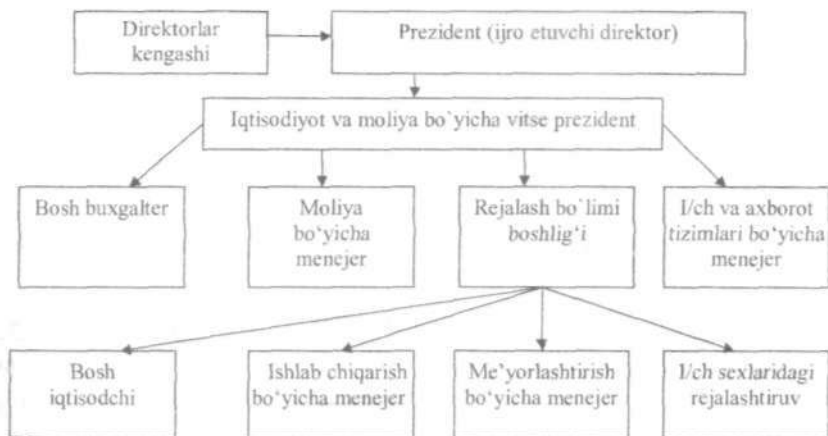 Direktorlar
kengashi
Prezident (ijro etuvchi direktor)
Iqtisodiyot va moliya bo`yicha vitse prezident
Bosh buxgalter
Moliya
bo‘yicha
menejer
Rejalash bo`limi
boshlig‘i
I/ch va axborot
tizimlari bo‘yicha
menejer
Bosh
iqtisodchi
Ishlab chiqarish
bo‘yicha menejer
Me’yorlashtirish
bo‘yicha menejer
I/ch sexlaridagi
rejalashtiruv